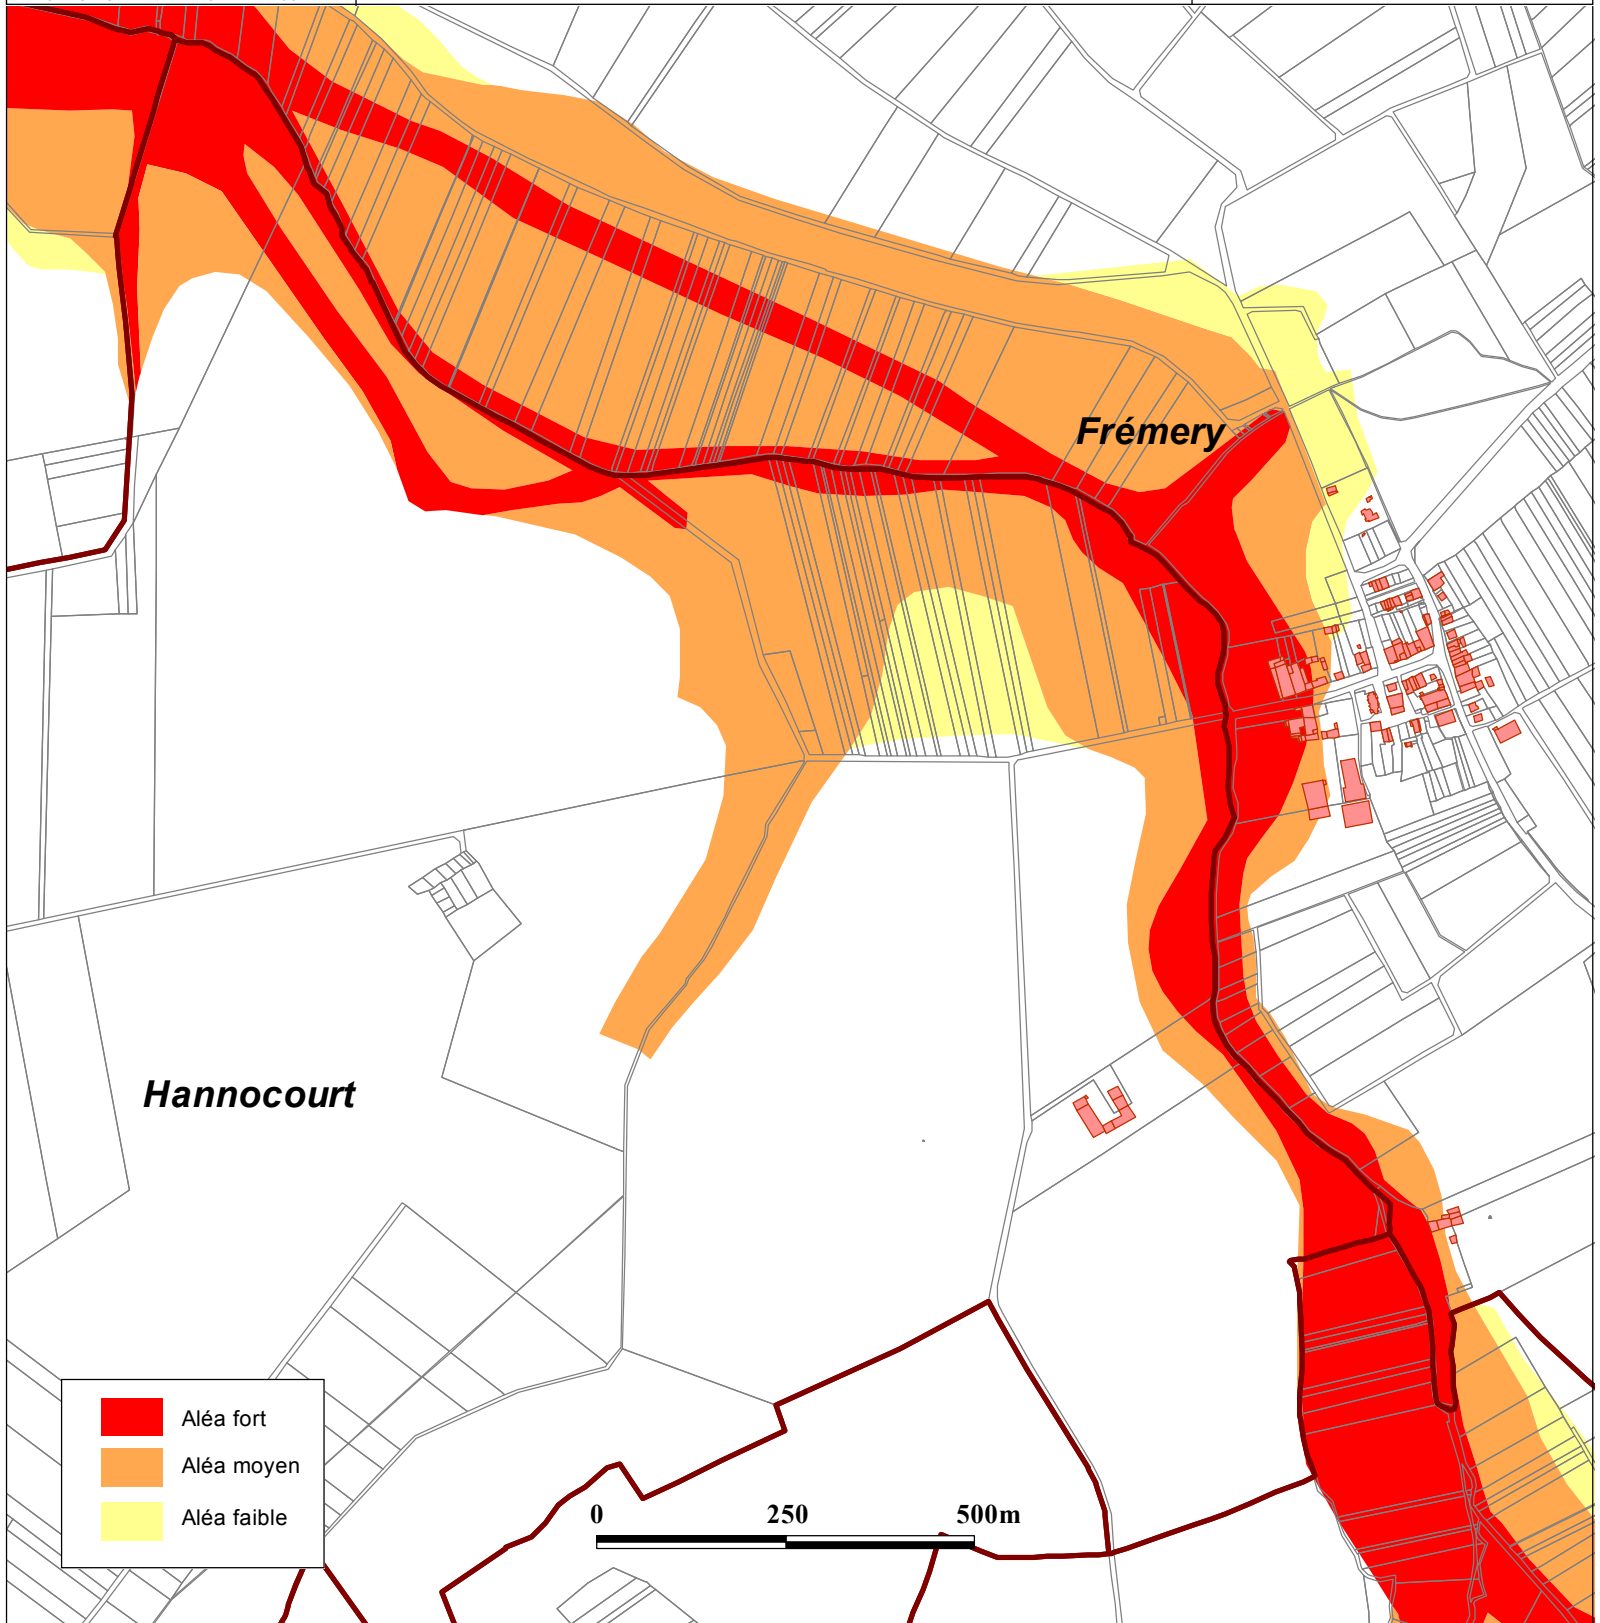 Frémery
Hannocourt
Aléa fort
Aléa moyen
Aléa faible
0 250 500m